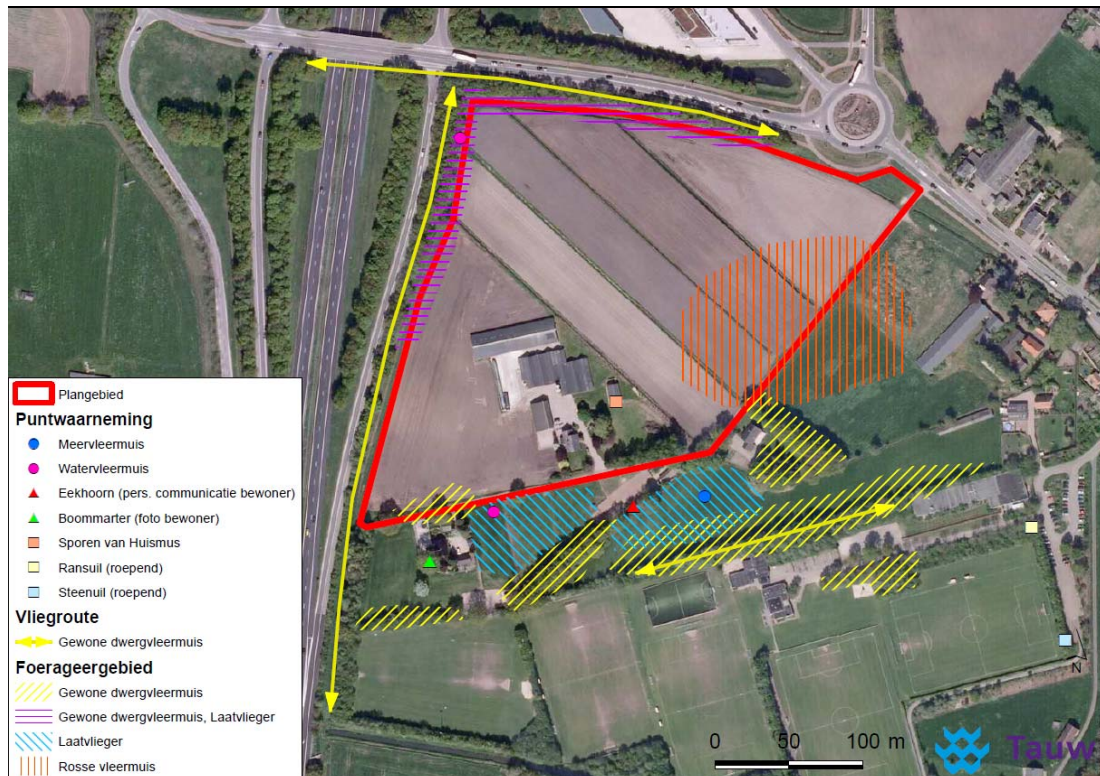 Plangebied
Puntwaarneming
Meervleermuis
Watervleermuis
Eekhoorn (pers. communicatie bewoner)
Boommarter (foto bewoner)
Sporen van Huismus
Ransuil (roepend)
Steenuil (roepend)
Vliegroute
Gewone dwergvleermuis
Foerageergebied
Gewone dwergvleermuis
Gewone dwergvleermuis, Laatvlieger
Laatvlieger
Rosse vleermuis
N
0 50 100 m
Tauw